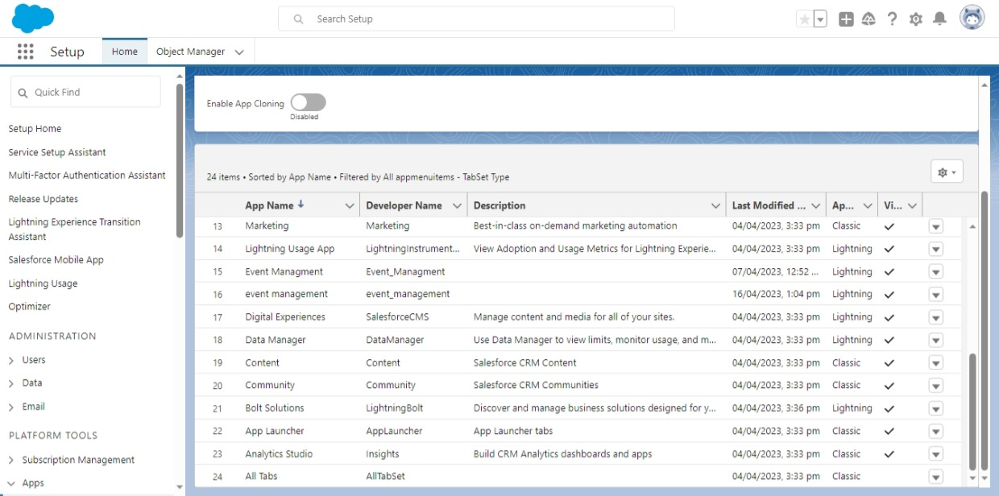 Search Setup
Setup
Home
Object Manager
Quick Find
Setup Home
Service Setup Assistant
Multi-Factor Authentication Assistant
Release Updates
Lightning Experience Transition
Assistant
Salesforce Mobile App
Lightning Usage
Optimizer
ADMINISTRATION
Users
Data
Email
PLATFORM TOOLS
Subscription Management
Apps
Enable App Cloning
Disabled
24 items • Sorted by App Name • Filtered by All appmenuitems - TabSet Type
App Name Developer Name Description Last Modified ... Ap... Vi...
13 Marketing Marketing Best-in-class on-demand marketing automation 04/04/2023, 3:33 pm Classic
14 Lightning Usage App LightningInstrument... View Adoption and Usage Metrics for Lightning Experie... 04/04/2023, 3:33 pm Lightning
15 Event Managment Event_Managment 07/04/2023, 12:52 ... Lightning
16 event management event_management 16/04/2023, 1:04 pm Lightning
17 Digital Experiences SalesforceCMS Manage content and media for all of your sites. 04/04/2023, 3:33 pm Lightning
18 Data Manager DataManager Use Data Manager to view limits, monitor usage, and m... 04/04/2023, 3:33 pm Lightning
19 Content Content Salesforce CRM Content 04/04/2023, 3:33 pm Classic
20 Community Community Salesforce CRM Communities 04/04/2023, 3:33 pm Classic
21 Bolt Solutions LightningBolt Discover and manage business solutions designed for y... 04/04/2023, 3:36 pm Lightning
22 App Launcher AppLauncher App Launcher tabs 04/04/2023, 3:33 pm Classic
23 Analytics Studio Insights Build CRM Analytics dashboards and apps 04/04/2023, 3:33 pm Classic
24 All Tabs AllTabSet 04/04/2023, 3:33 pm Classic